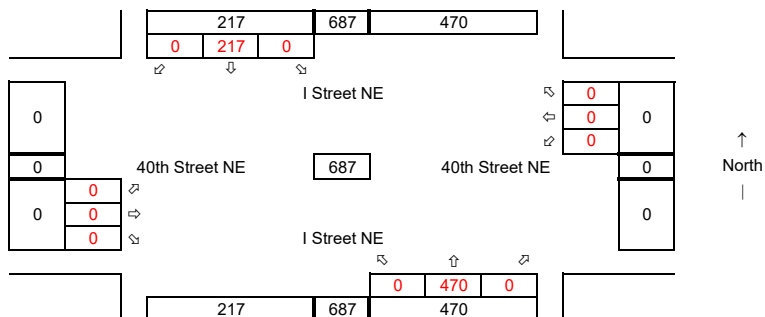 217 687 470
0 217 0
⬃ ⇩ ⬂
I Street NE
⬁ 0
0 ⇦ 0 0
⬃ 0
↑
0 40th Street NE 687 40th Street NE 0 North
|
0 ⬀
0 0 ⇨ 0
0 ⬂
I Street NE
⬁ ⇧ ⬀
0 470 0
217 687 470